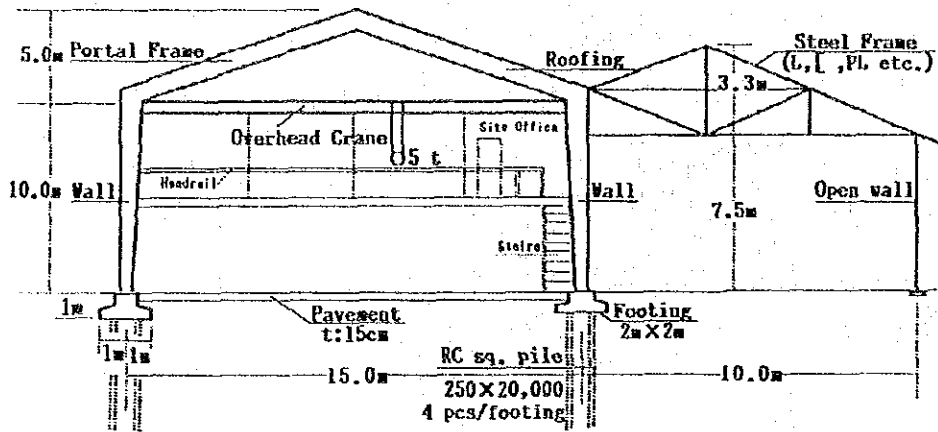 5.0m Portal Frame
Roofing
Steel Frame
(L,[ ,PL etc.)
3.3m
Overhead Crane
Site Office
5 t
Handrail
10.0m Wall
Wall
7.5m
Open wall
Stairs
1m
Pavement
t:15cm
Footing
2m×2m
1m 1m
RC sq. pile
15.0m
10.0m
250×20,000
4 pcs/footing